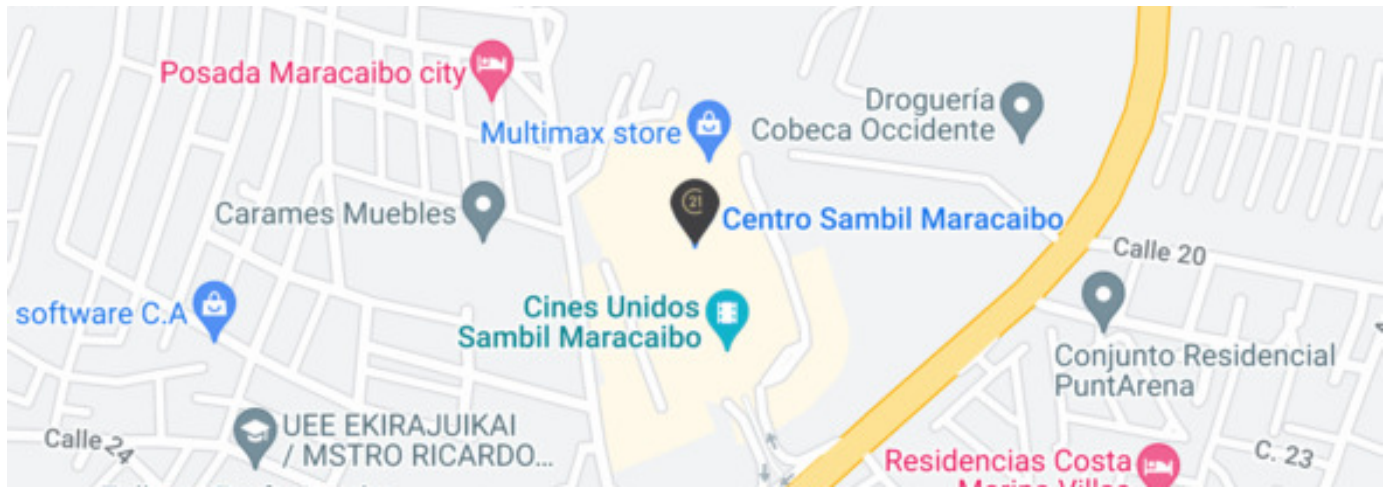 Posada Maracaibo city
Multimax store
Droguería
Cobeca Occidente
Carames Muebles
21
Centro Sambil Maracaibo
Calle 20
software C.A
Cines Unidos
Sambil Maracaibo
Conjunto Residencial
PuntArena
UEE EKIRAJUIKAI
/ MSTRO RICARDO...
Calle 24
C. 23
Residencias Costa